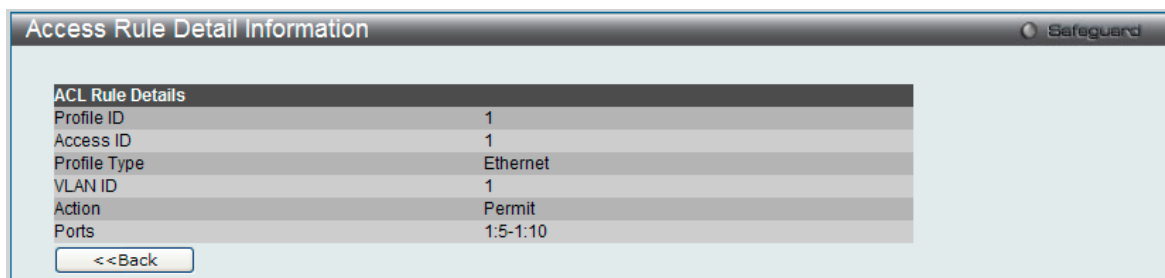 Access Rule Detail Information
Safeguard
ACL Rule Details
Profile ID 1
Access ID 1
Profile Type Ethernet
VLAN ID 1
Action Permit
Ports 1:5-1:10
<<Back